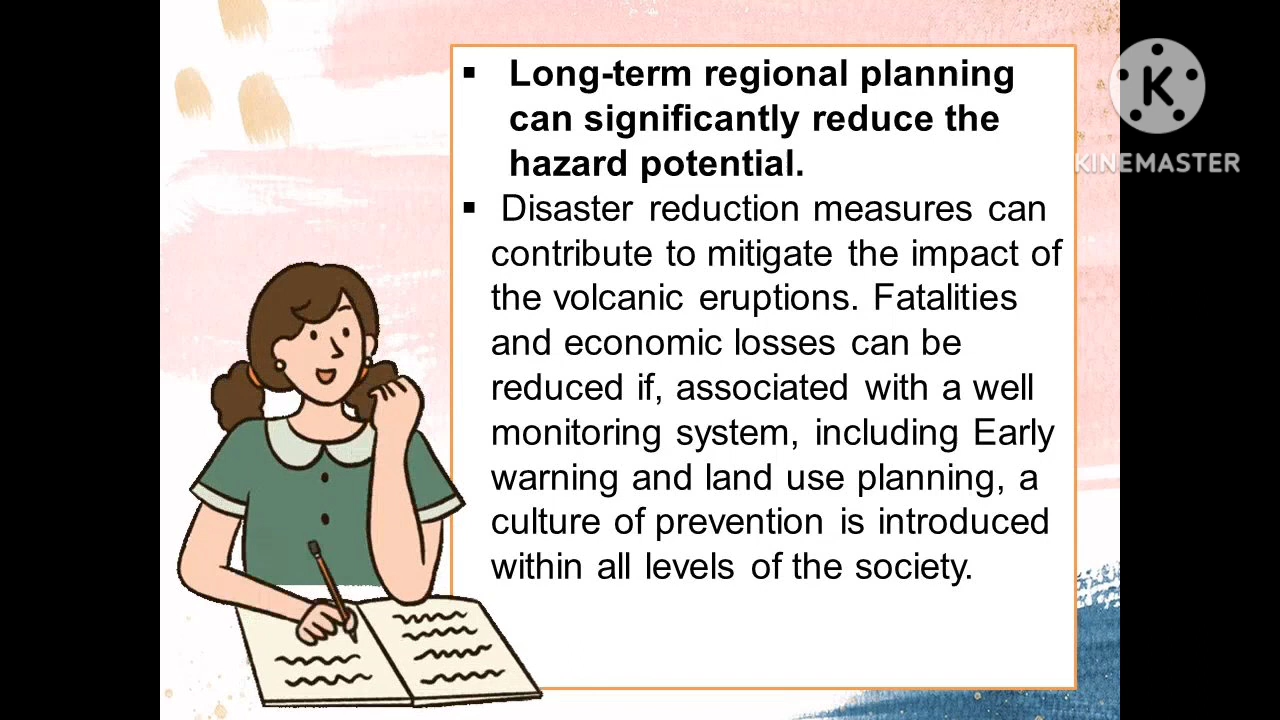 ▪ Long-term regional planning
can significantly reduce the
hazard potential.
▪ Disaster reduction measures can
contribute to mitigate the impact of
the volcanic eruptions. Fatalities
and economic losses can be
reduced if, associated with a well
monitoring system, including Early
warning and land use planning, a
culture of prevention is introduced
within all levels of the society.
K
KINEMASTER